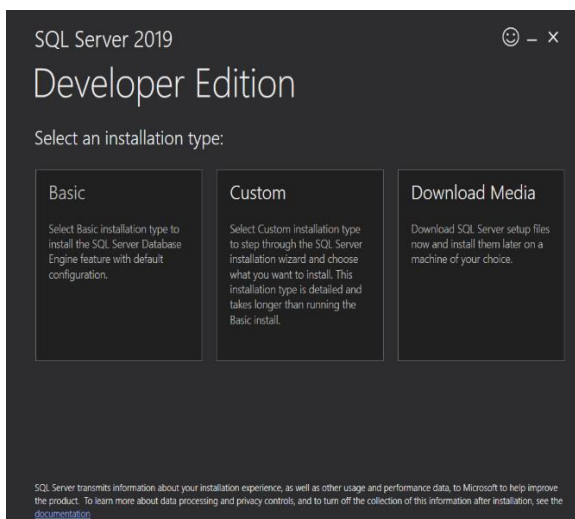 SQL Server 2019
Developer Edition
Select an installation type:
Basic
Select Basic installation type to
install the SQL Server Database
Engine feature with default
configuration.
Custom
Select Custom installation type
to step through the SQL Server
installation wizard and choose
what you want to install. This
installation type is detailed and
takes longer than running the
Basic install.
Download Media
Download SQL Server setup files
now and install them later on a
machine of your choice.
SQL Server transmits information about your installation experience, as well as other usage and performance data, to Microsoft to help improve
the product. To learn more about data processing and privacy controls, and to turn off the collection of this information after installation, see the
documentation